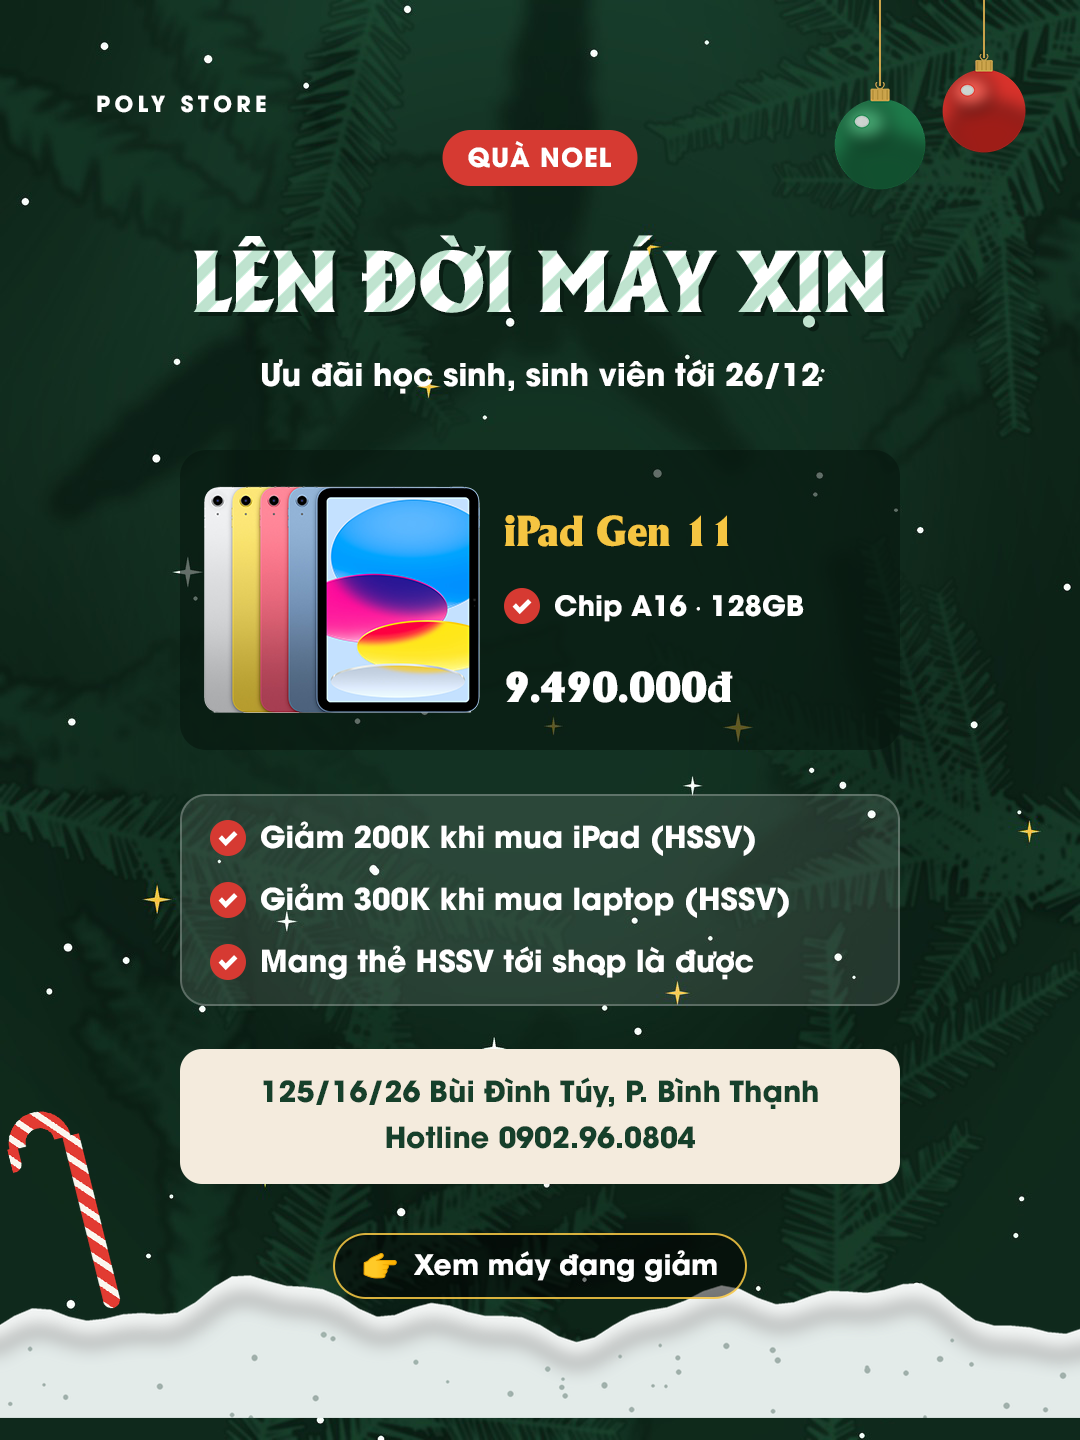 POLY STORE
QUÀ NOEL
LÊN ĐỜI MÁY XỊN
Ưu đãi học sinh, sinh viên tới 26/12
iPad Gen 11
Chip A16 · 128GB
9.490.000đ
Giảm 200K khi mua iPad (HSSV)
Giảm 300K khi mua laptop (HSSV)
Mang thẻ HSSV tới shop là được
125/16/26 Bùi Đình Túy, P. Bình Thạnh
Hotline 0902.96.0804
👉 Xem máy đang giảm